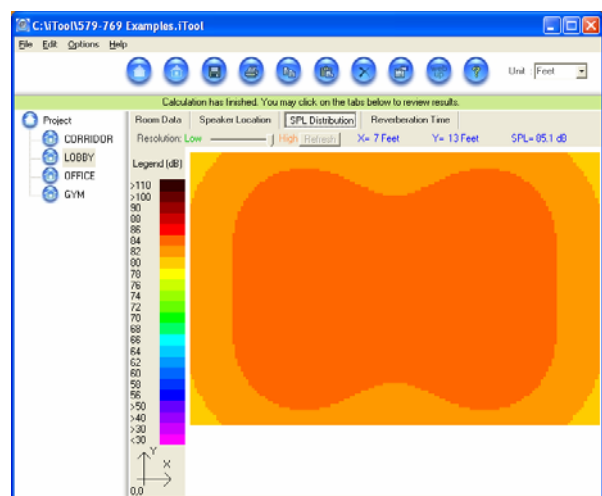 C:\iTool\579-769 Examples.iTool
File Edit Options Help
Unit : Feet
Calculation has finished. You may click on the tabs below to review results.
Project
CORRIDOR
LOBBY
OFFICE
GYM
Room Data Speaker Location SPL Distribution Reverberation Time
Resolution: Low High Refresh X= 7 Feet Y= 13 Feet SPL= 85.1 dB
Legend (dB)
>110
>100
90
88
86
84
82
80
78
76
74
72
70
68
66
64
62
60
58
56
>50
>40
>30
<30
Y
X
0,0